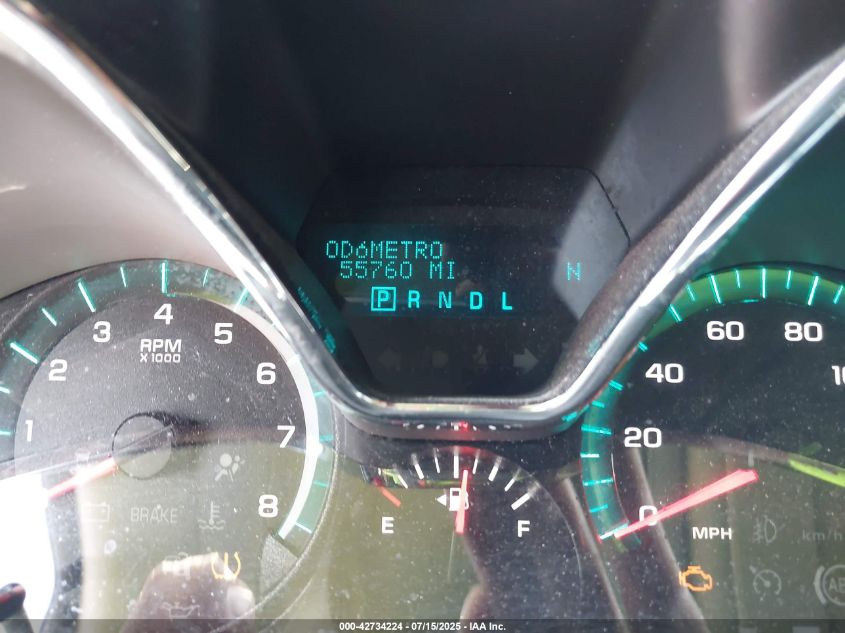 ODóMETRO
55760 MI N
P R N D L
1 2 3 4 5 6 7 8
RPM
X1000
BRAKE
E F
0 20 40 60 80
MPH
km/h
000-42734224 - 07/15/2025 - IAA Inc.